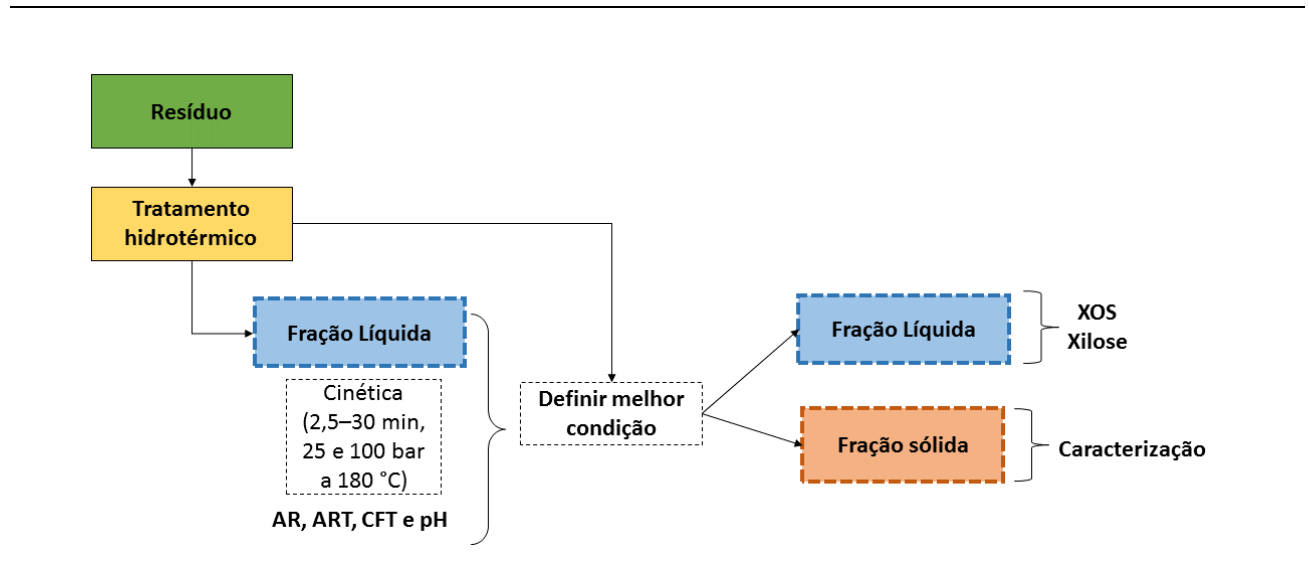 Resíduo
Tratamento
hidrotérmico
Fração Líquida
Cinética
(2,5–30 min,
25 e 100 bar
a 180 °C)
AR, ART, CFT e pH
Definir melhor
condição
Fração Líquida
XOS
Xilose
Fração sólida
Caracterização